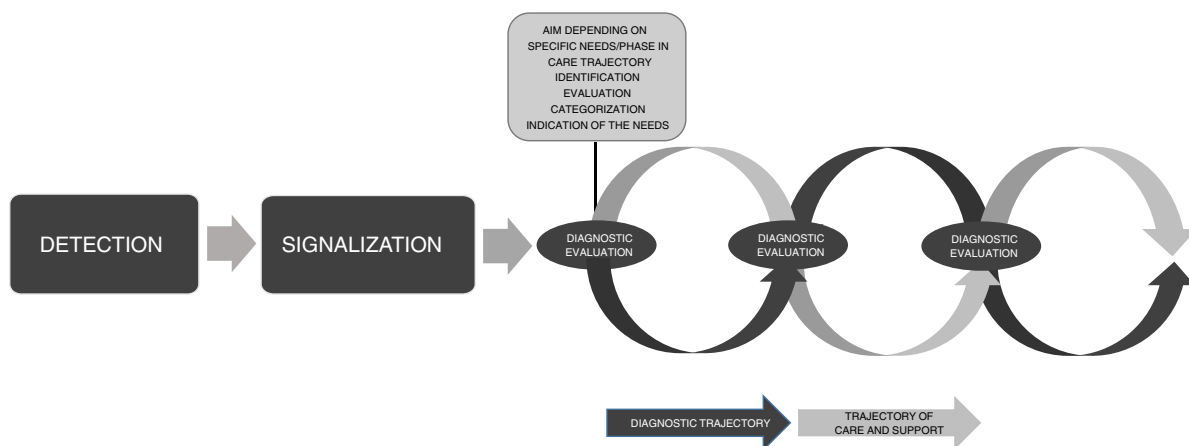 AIM DEPENDING ON
SPECIFIC NEEDS/PHASE IN
CARE TRAJECTORY
IDENTIFICATION
EVALUATION
CATEGORIZATION
INDICATION OF THE NEEDS
DETECTION
SIGNALIZATION
DIAGNOSTIC
EVALUATION
DIAGNOSTIC
EVALUATION
DIAGNOSTIC
EVALUATION
DIAGNOSTIC TRAJECTORY
TRAJECTORY OF
CARE AND SUPPORT